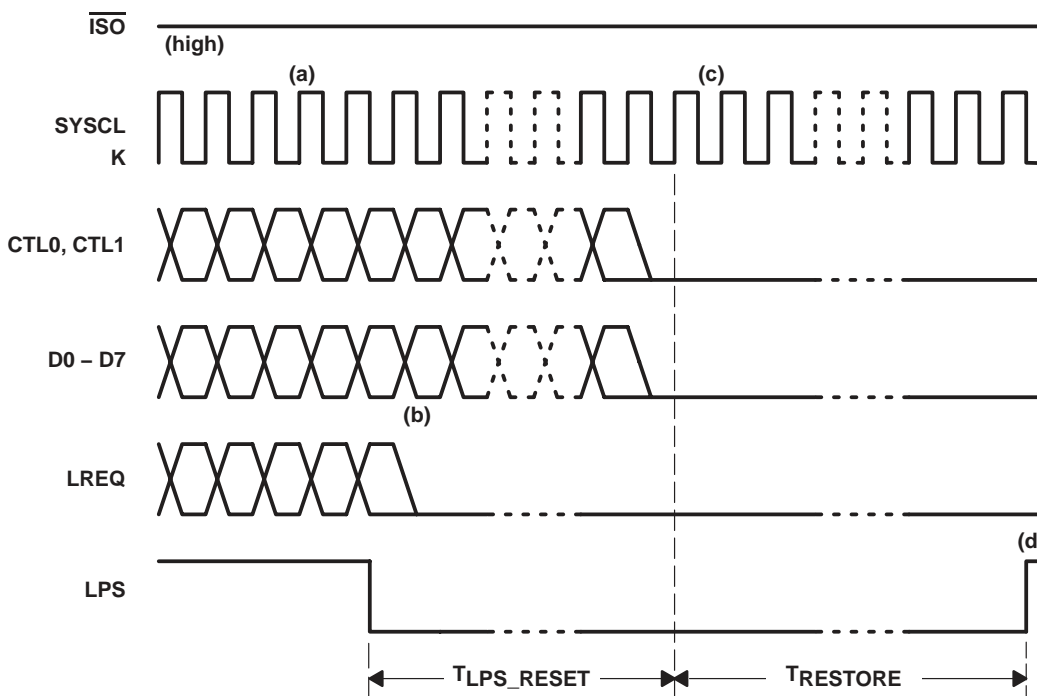 ISO
(high)
(a)
(c)
SYSCL
K
CTL0, CTL1
D0 – D7
(b)
LREQ
(d
LPS
TLPS_RESET
TRESTORE